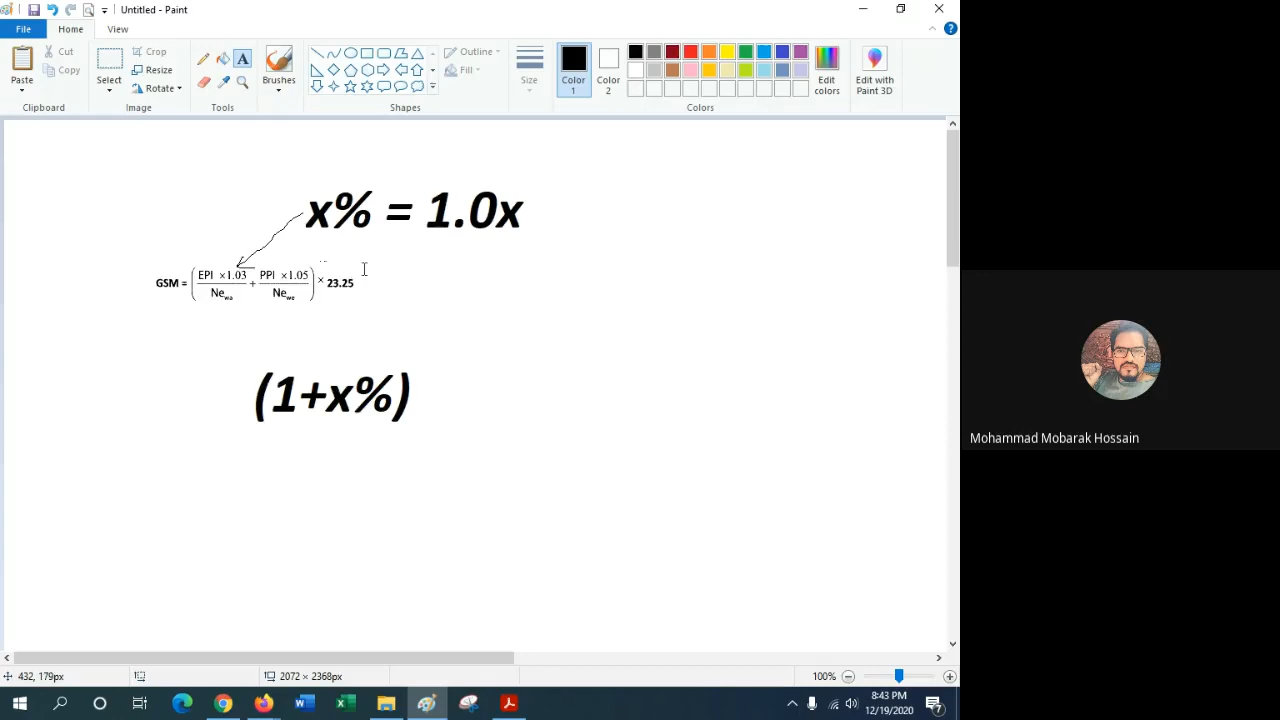 Untitled - Paint
File Home View
Paste
Cut
Copy
Clipboard
Select
Crop
Resize
Rotate
Image
Tools
Brushes
Shapes
Outline
Fill
Size
Color 1
Color 2
Colors
Edit colors
Edit with Paint 3D
x% = 1.0x
GSM = ( EPI ×1.03 / Ne_wa + PPI ×1.05 / Ne_we ) × 23.25
(1+x%)
Mohammad Mobarak Hossain
432, 179px
2072 × 2368px
100%
8:43 PM
12/19/2020
7